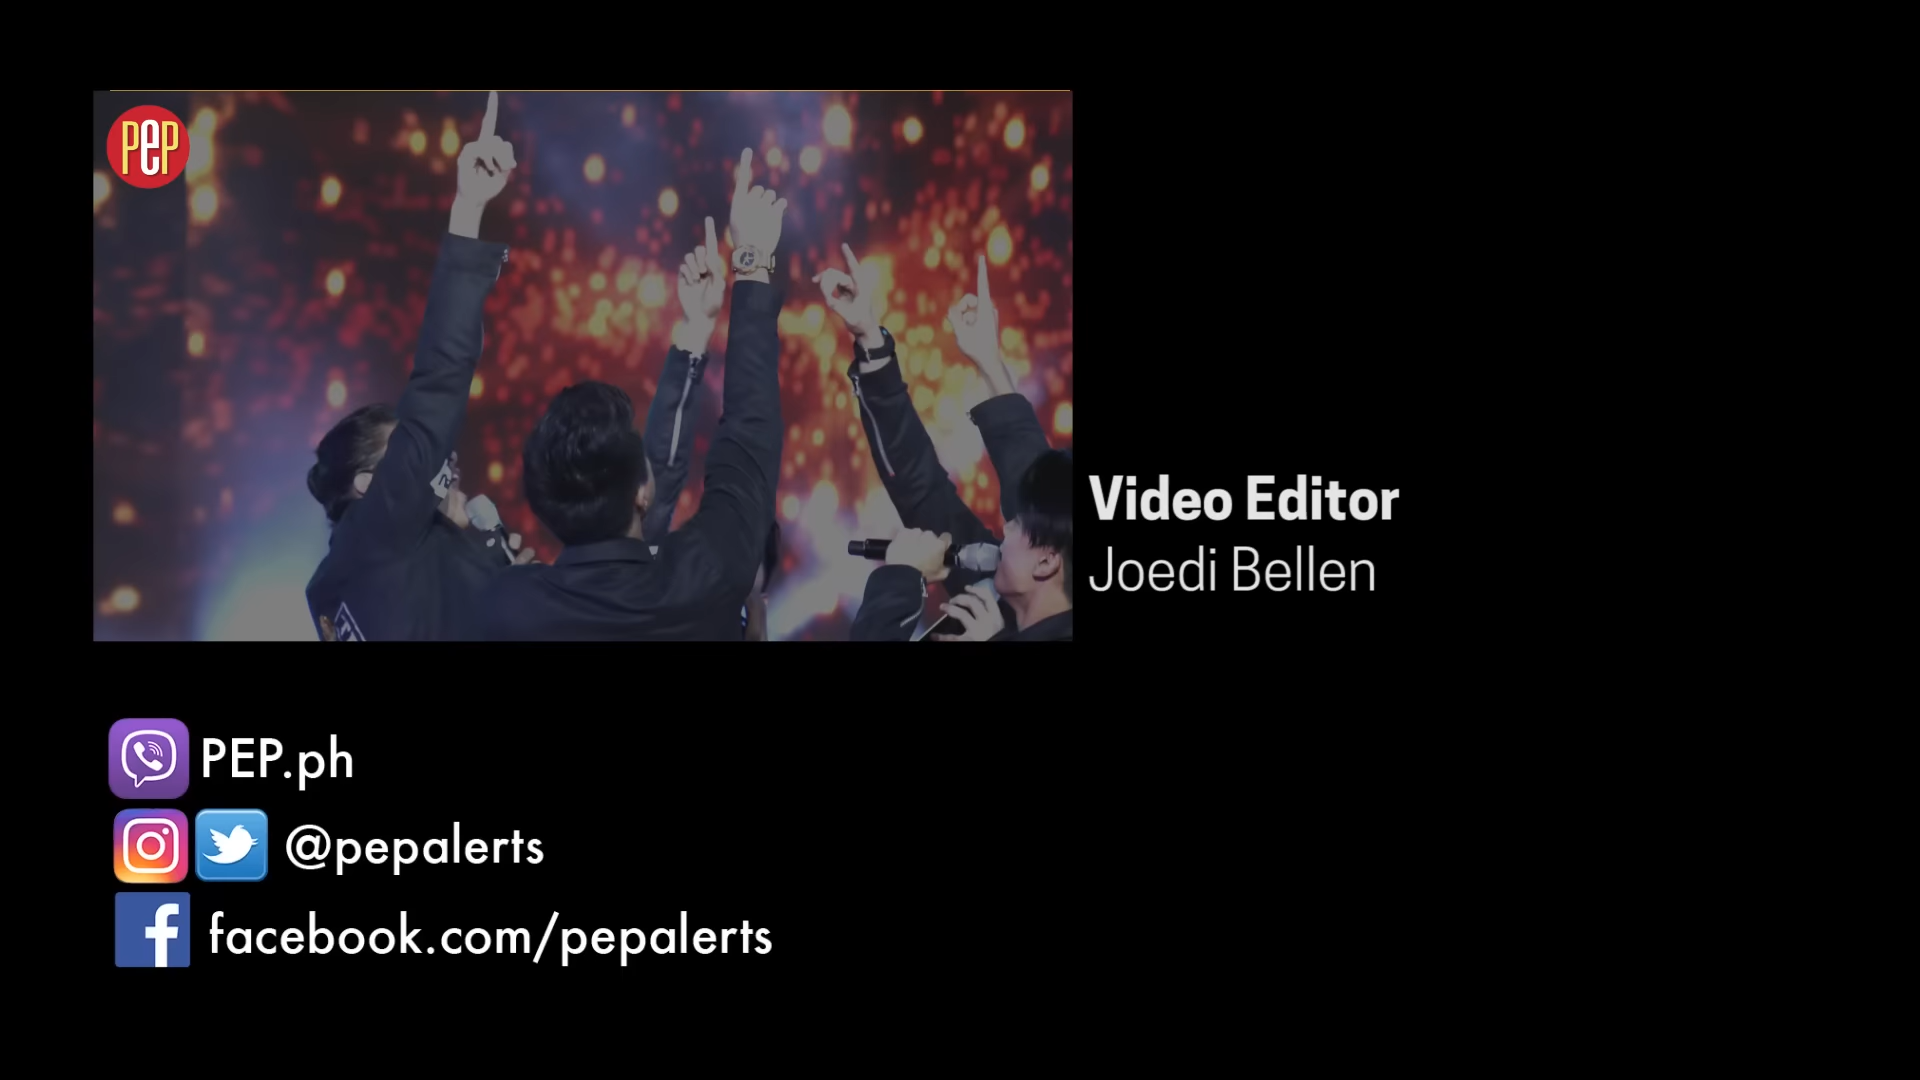 PEP
Video Editor
Joedi Bellen
PEP.ph
@pepalerts
facebook.com/pepalerts